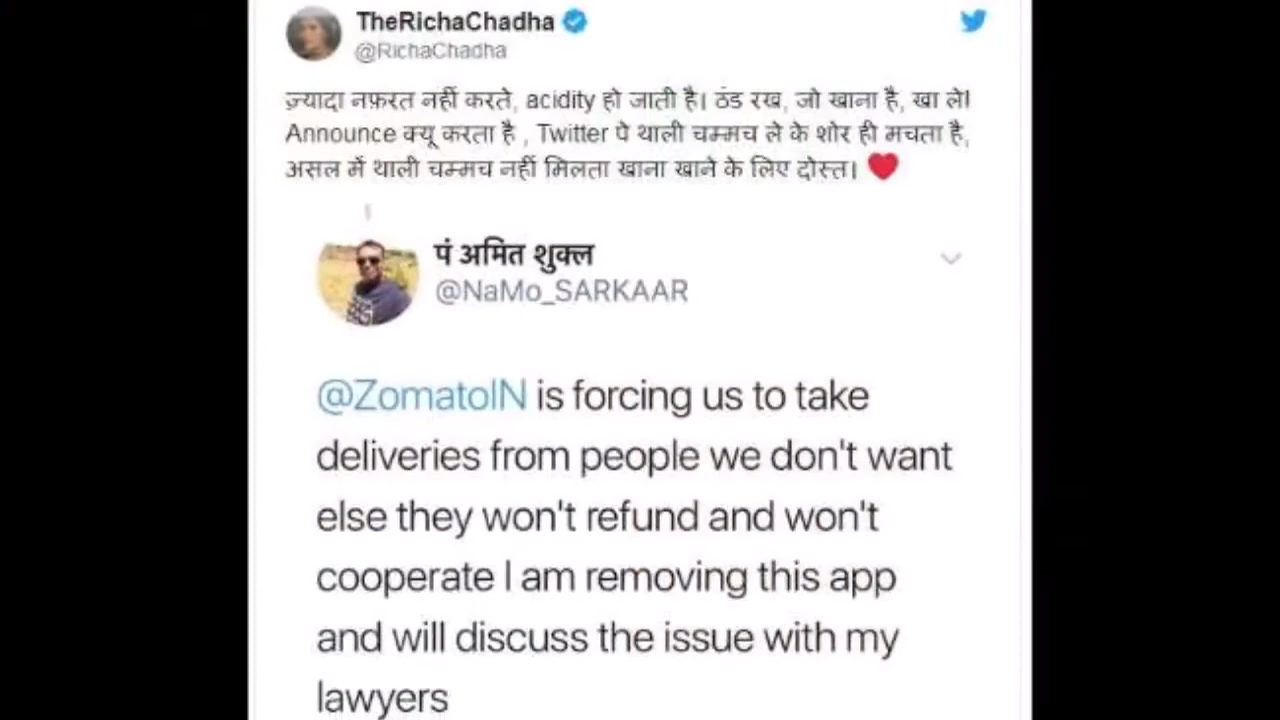 TheRichaChadha
@RichaChadha
ज़्यादा नफ़रत नहीं करते, acidity हो जाती है। ठंड रख, जो खाना है, खा ले!
Announce क्यू करता है , Twitter पे थाली चम्मच ले के शोर ही मचता है,
असल में थाली चम्मच नहीं मिलता खाना खाने के लिए दोस्त। ❤️
पं अमित शुक्ल
@NaMo_SARKAAR
@ZomatoIN is forcing us to take
deliveries from people we don't want
else they won't refund and won't
cooperate I am removing this app
and will discuss the issue with my
lawyers